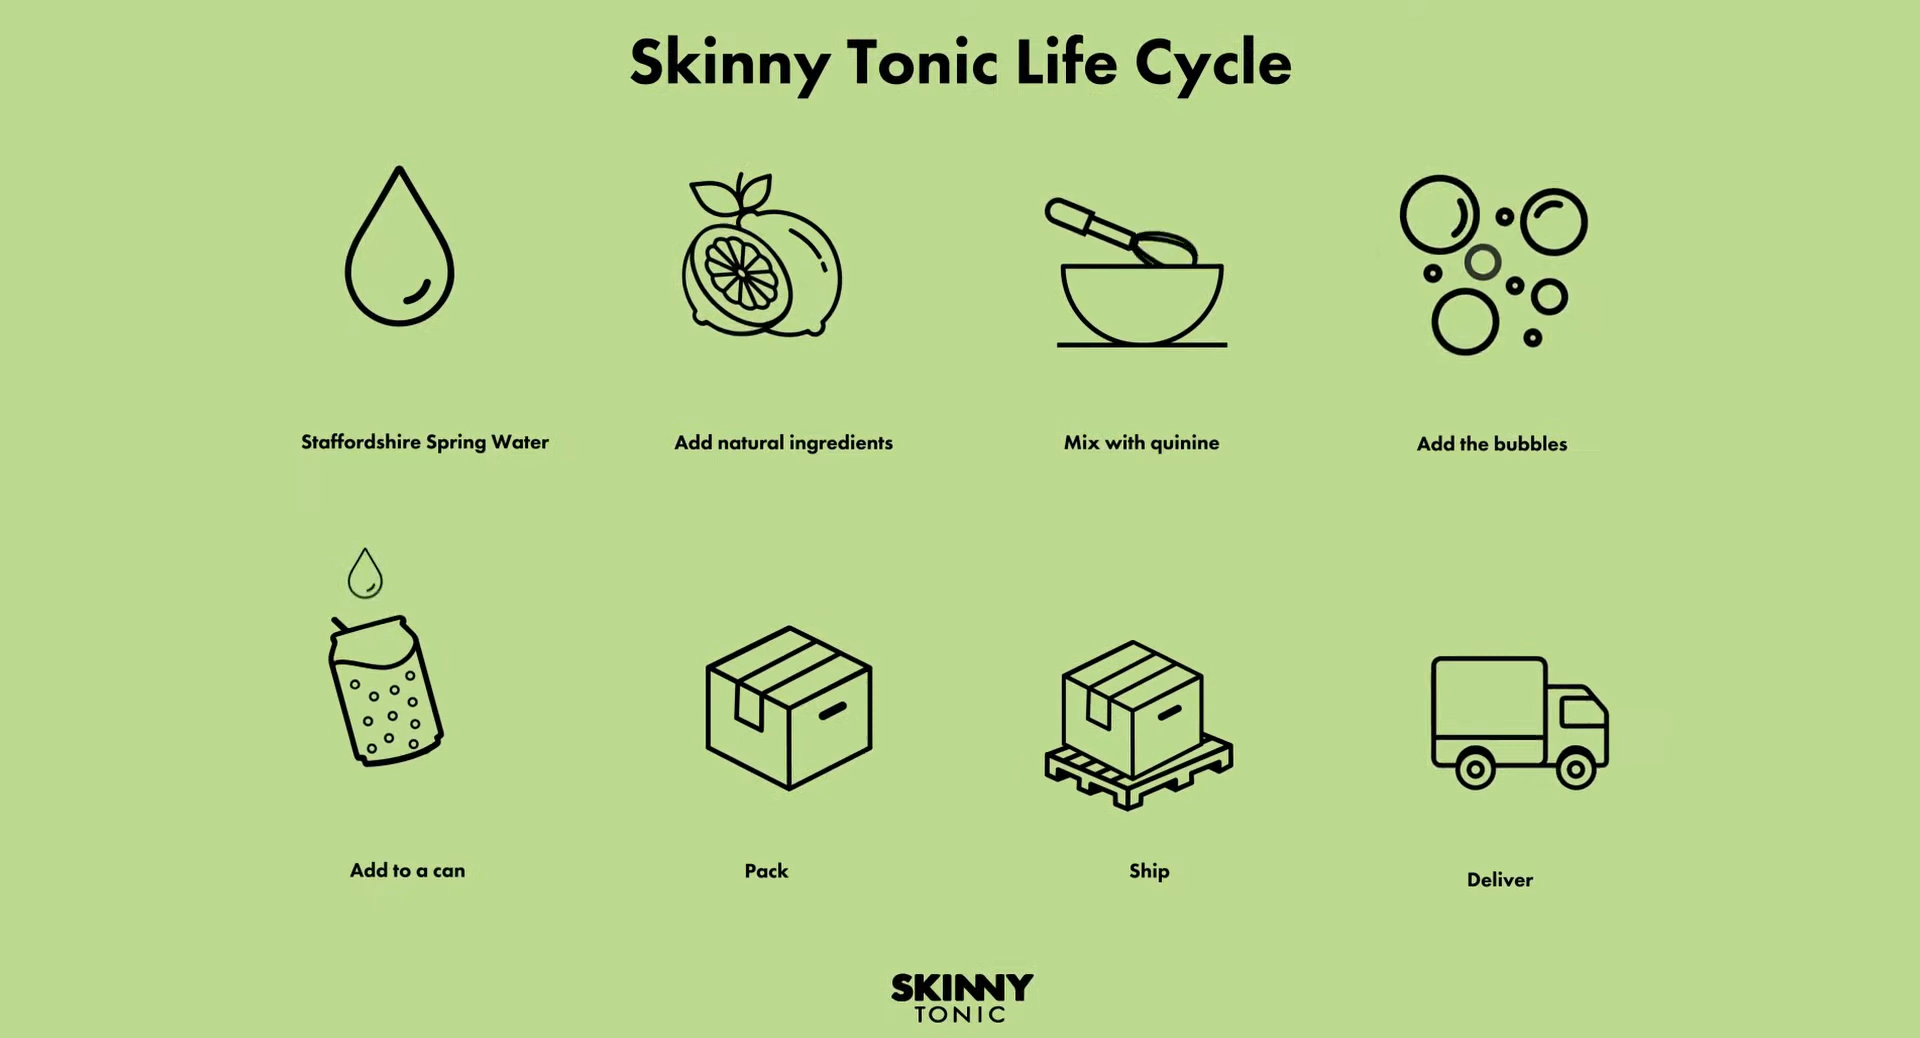 Skinny Tonic Life Cycle
Staffordshire Spring Water
Add natural ingredients
Mix with quinine
Add the bubbles
Add to a can
Pack
Ship
Deliver
SKINNY
TONIC